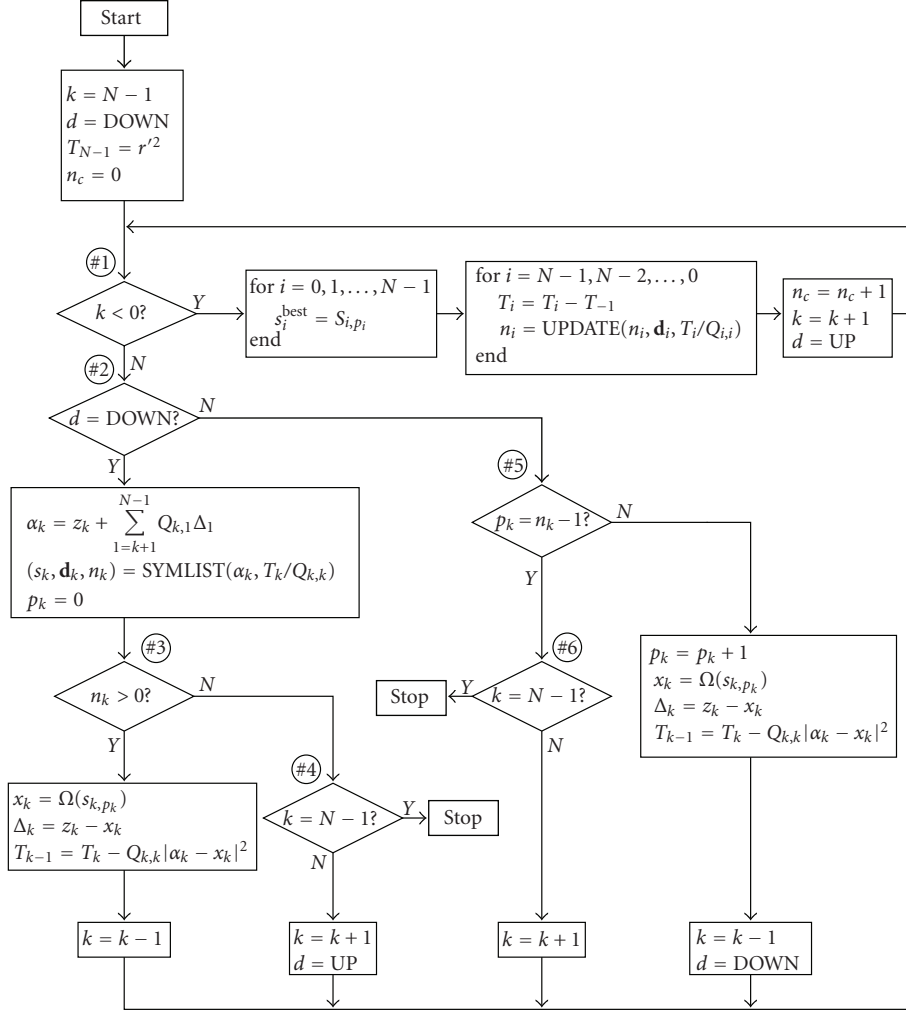 Start
k = N − 1
d = DOWN
T_{N−1} = r′²
n_c = 0
#1
k < 0?
Y
N
for i = 0, 1, . . . , N − 1
s_i^{best} = S_{i,p_i}
end
for i = N − 1, N − 2, . . . , 0
T_i = T_i − T_{−1}
n_i = UPDATE(n_i, d_i, T_i/Q_{i,i})
end
n_c = n_c + 1
k = k + 1
d = UP
#2
d = DOWN?
N
Y
α_k = z_k + ∑_{1=k+1}^{N−1} Q_{k,1}Δ_1
(s_k, d_k, n_k) = SYMLIST(α_k, T_k/Q_{k,k})
p_k = 0
#3
n_k > 0?
N
Y
x_k = Ω(s_{k,p_k})
Δ_k = z_k − x_k
T_{k−1} = T_k − Q_{k,k}|α_k − x_k|²
k = k − 1
#4
k = N − 1?
Y
Stop
N
k = k + 1
d = UP
#5
p_k = n_k − 1?
N
Y
#6
k = N − 1?
Y
Stop
N
k = k + 1
p_k = p_k + 1
x_k = Ω(s_{k,p_k})
Δ_k = z_k − x_k
T_{k−1} = T_k − Q_{k,k}|α_k − x_k|²
k = k − 1
d = DOWN